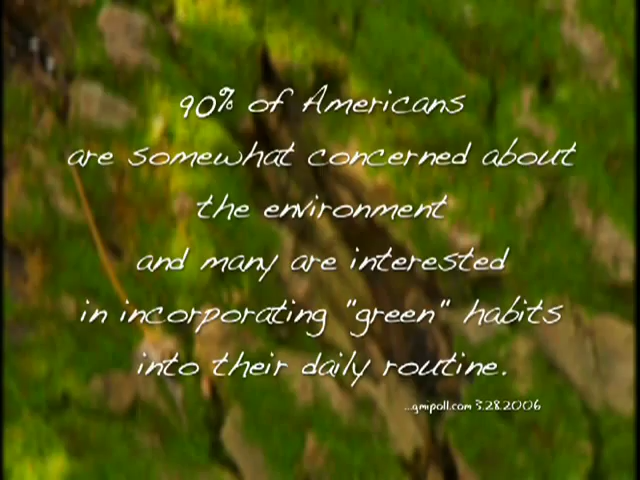 90% of Americans
are somewhat concerned about
the environment
and many are interested
in incorporating "green" habits
into their daily routine.
...gmipoll.com 3.28.2006